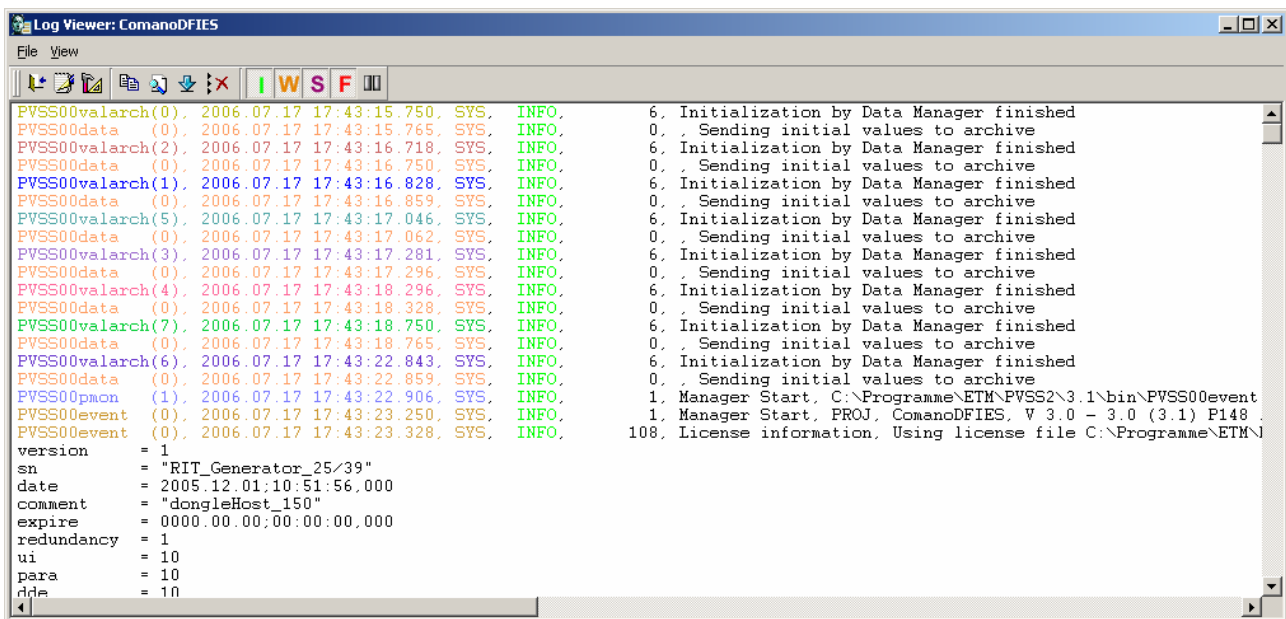 Log Viewer: ComanoDFIES
File View
I W S F
PVSS00valarch(0), 2006.07.17 17:43:15.750, SYS, INFO, 6, Initialization by Data Manager finished
PVSS00data (0), 2006.07.17 17:43:15.765, SYS, INFO, 0, , Sending initial values to archive
PVSS00valarch(2), 2006.07.17 17:43:16.718, SYS, INFO, 6, Initialization by Data Manager finished
PVSS00data (0), 2006.07.17 17:43:16.750, SYS, INFO, 0, , Sending initial values to archive
PVSS00valarch(1), 2006.07.17 17:43:16.828, SYS, INFO, 6, Initialization by Data Manager finished
PVSS00data (0), 2006.07.17 17:43:16.859, SYS, INFO, 0, , Sending initial values to archive
PVSS00valarch(5), 2006.07.17 17:43:17.046, SYS, INFO, 6, Initialization by Data Manager finished
PVSS00data (0), 2006.07.17 17:43:17.062, SYS, INFO, 0, , Sending initial values to archive
PVSS00valarch(3), 2006.07.17 17:43:17.281, SYS, INFO, 6, Initialization by Data Manager finished
PVSS00data (0), 2006.07.17 17:43:17.296, SYS, INFO, 0, , Sending initial values to archive
PVSS00valarch(4), 2006.07.17 17:43:18.296, SYS, INFO, 6, Initialization by Data Manager finished
PVSS00data (0), 2006.07.17 17:43:18.328, SYS, INFO, 0, , Sending initial values to archive
PVSS00valarch(7), 2006.07.17 17:43:18.750, SYS, INFO, 6, Initialization by Data Manager finished
PVSS00data (0), 2006.07.17 17:43:18.765, SYS, INFO, 0, , Sending initial values to archive
PVSS00valarch(6), 2006.07.17 17:43:22.843, SYS, INFO, 6, Initialization by Data Manager finished
PVSS00data (0), 2006.07.17 17:43:22.859, SYS, INFO, 0, , Sending initial values to archive
PVSS00pmon (1), 2006.07.17 17:43:22.906, SYS, INFO, 1, Manager Start, C:\Programme\ETM\PVSS2\3.1\bin\PVSS00event
PVSS00event (0), 2006.07.17 17:43:23.250, SYS, INFO, 1, Manager Start, PROJ, ComanoDFIES, V 3.0 - 3.0 (3.1) P148 .
PVSS00event (0), 2006.07.17 17:43:23.328, SYS, INFO, 108, License information, Using license file C:\Programme\ETM\
version = 1
sn = "RIT_Generator_25/39"
date = 2005.12.01;10:51:56,000
comment = "dongleHost_150"
expire = 0000.00.00;00:00:00,000
redundancy = 1
ui = 10
para = 10
dde = 10